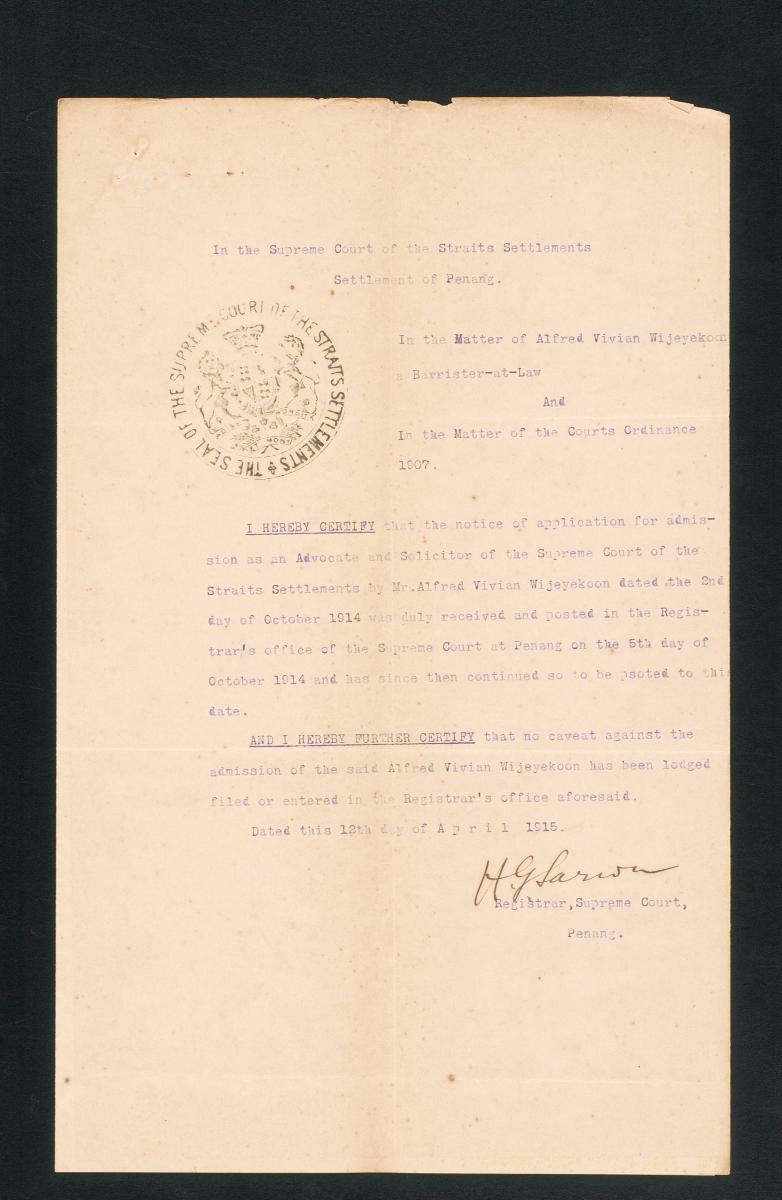 In the Supreme Court of the Straits Settlements
Settlement of Penang.
THE SEAL OF THE SUPREME COURT OF THE STRAITS SETTLEMENTS
In the Matter of Alfred Vivian Wijeyekoon
a Barrister-at-Law
And
In the Matter of the Courts Ordinance
1907.
I HEREBY CERTIFY that the notice of application for admis-
sion as an Advocate and Solicitor of the Supreme Court of the
Straits Settlements by Mr.Alfred Vivian Wijeyekoon dated the 2nd
day of October 1914 was duly received and posted in the Regis-
trar's office of the Supreme Court at Penang on the 5th day of
October 1914 and has since then continued so to be psoted to this
date.
AND I HEREBY FURTHER CERTIFY that no caveat against the
admission of the said Alfred Vivian Wijeyekoon has been lodged
filed or entered in the Registrar's office aforesaid.
Dated this 12th day of A p r i l 1915.
Registrar,Supreme Court,
Penang.